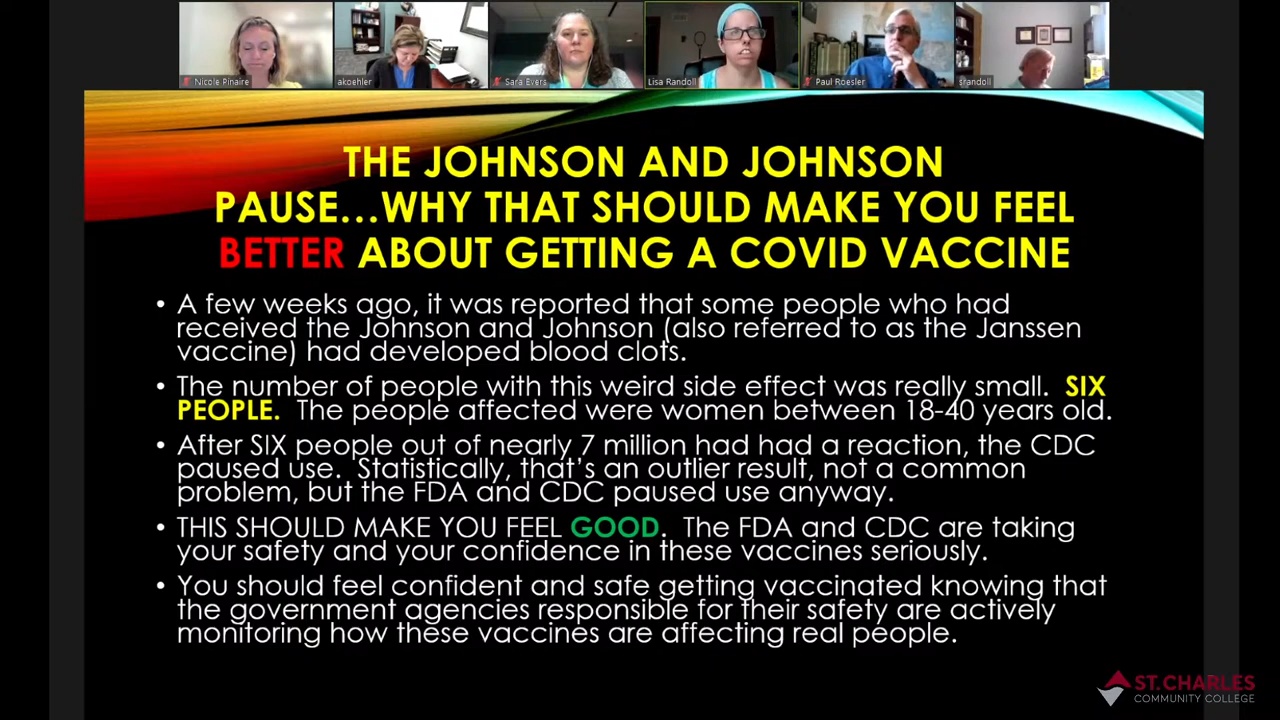 Nicole Pinaire
akoehler
Sara Evers
Lisa Randoll
Paul Roesler
srandoll
THE JOHNSON AND JOHNSON
PAUSE…WHY THAT SHOULD MAKE YOU FEEL
BETTER ABOUT GETTING A COVID VACCINE
• A few weeks ago, it was reported that some people who had
received the Johnson and Johnson (also referred to as the Janssen
vaccine) had developed blood clots.
• The number of people with this weird side effect was really small. SIX
PEOPLE. The people affected were women between 18-40 years old.
• After SIX people out of nearly 7 million had had a reaction, the CDC
paused use. Statistically, that's an outlier result, not a common
problem, but the FDA and CDC paused use anyway.
• THIS SHOULD MAKE YOU FEEL GOOD. The FDA and CDC are taking
your safety and your confidence in these vaccines seriously.
• You should feel confident and safe getting vaccinated knowing that
the government agencies responsible for their safety are actively
monitoring how these vaccines are affecting real people.
ST. CHARLES
COMMUNITY COLLEGE